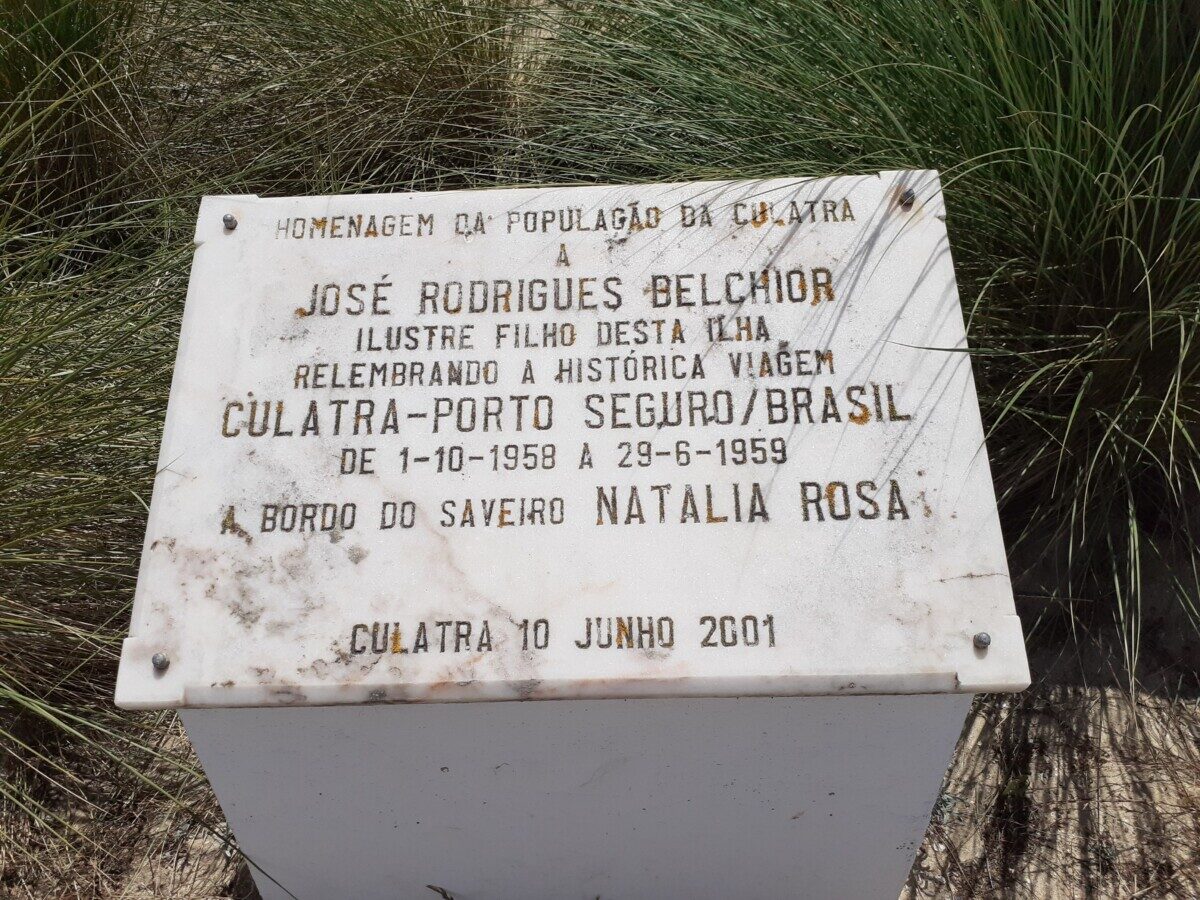 HOMENAGEM DA POPULAÇÃO DA CULATRA
A
JOSÉ RODRIGUES BELCHIOR
ILUSTRE FILHO DESTA ILHA
RELEMBRANDO A HISTÓRICA VIAGEM
CULATRA-PORTO SEGURO/BRASIL
DE 1-10-1958 A 29-6-1959
A BORDO DO SAVEIRO NATALIA ROSA
CULATRA 10 JUNHO 2001